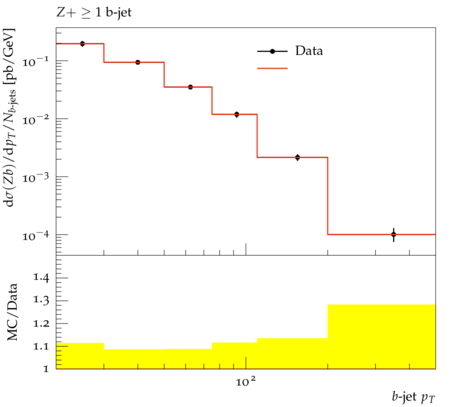 Z+ ≥ 1 b-jet
dσ(Zb)/dp_T/N_b-jets [pb/GeV]
Data
10^−1
10^−2
10^−3
10^−4
MC/Data
1.4
1.3
1.2
1.1
1
10^2
b-jet p_T